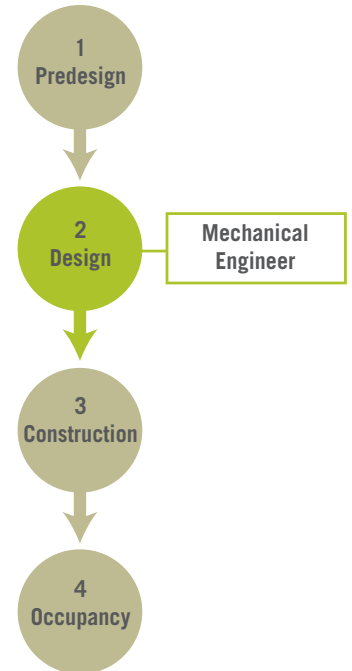 1
Predesign
2
Design
Mechanical
Engineer
3
Construction
4
Occupancy